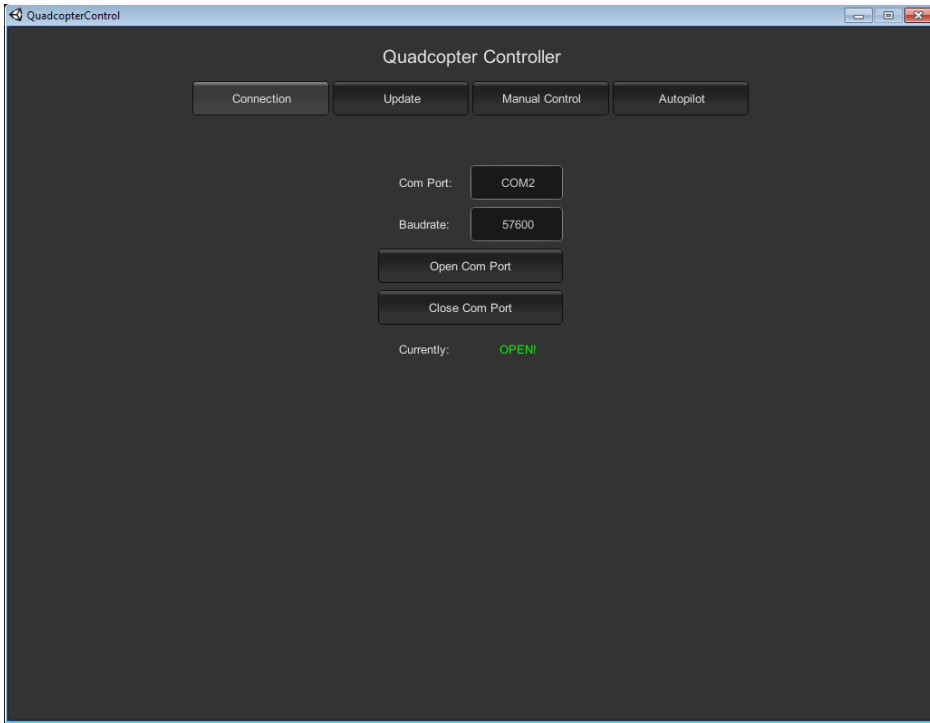 QuadcopterControl
Quadcopter Controller
Connection Update Manual Control Autopilot
Com Port: COM2
Baudrate: 57600
Open Com Port
Close Com Port
Currently: OPEN!